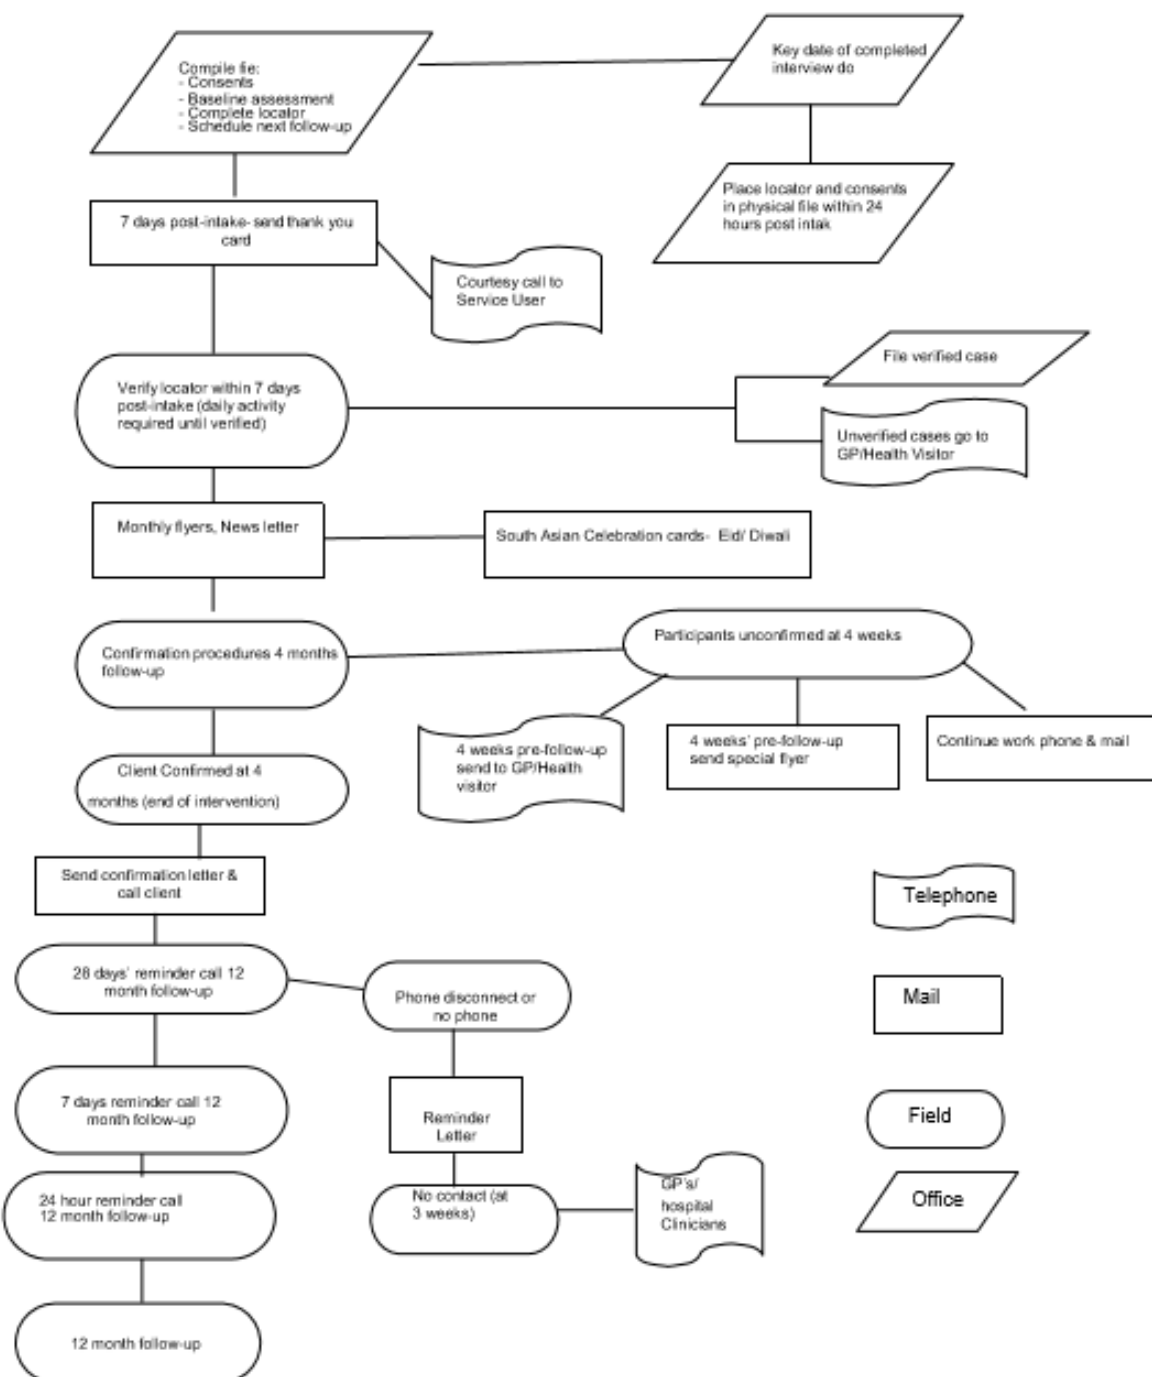 Compile fie:
- Consents
- Baseline assessment
- Complete locator
- Schedule next follow-up
Key date of completed
interview do
Place locator and consents
in physical file within 24
hours post intak
7 days post-intake- send thank you
card
Courtesy call to
Service User
Verify locator within 7 days
post-intake (daily activity
required until verified)
File verified case
Unverified cases go to
GP/Health Visitor
Monthly flyers, News letter
South Asian Celebration cards- Eid/ Diwali
Confirmation procedures 4 months
follow-up
Participants unconfirmed at 4 weeks
4 weeks pre-follow-up
send to GP/Health
visitor
4 weeks' pre-follow-up
send special flyer
Continue work phone & mail
Client Confirmed at 4
months (end of intervention)
Send confirmation letter &
call client
28 days' reminder call 12
month follow-up
Phone disconnect or
no phone
7 days reminder call 12
month follow-up
Reminder
Letter
24 hour reminder call
12 month follow-up
No contact (at
3 weeks)
GP's/
hospital
Clinicians
12 month follow-up
Telephone
Mail
Field
Office